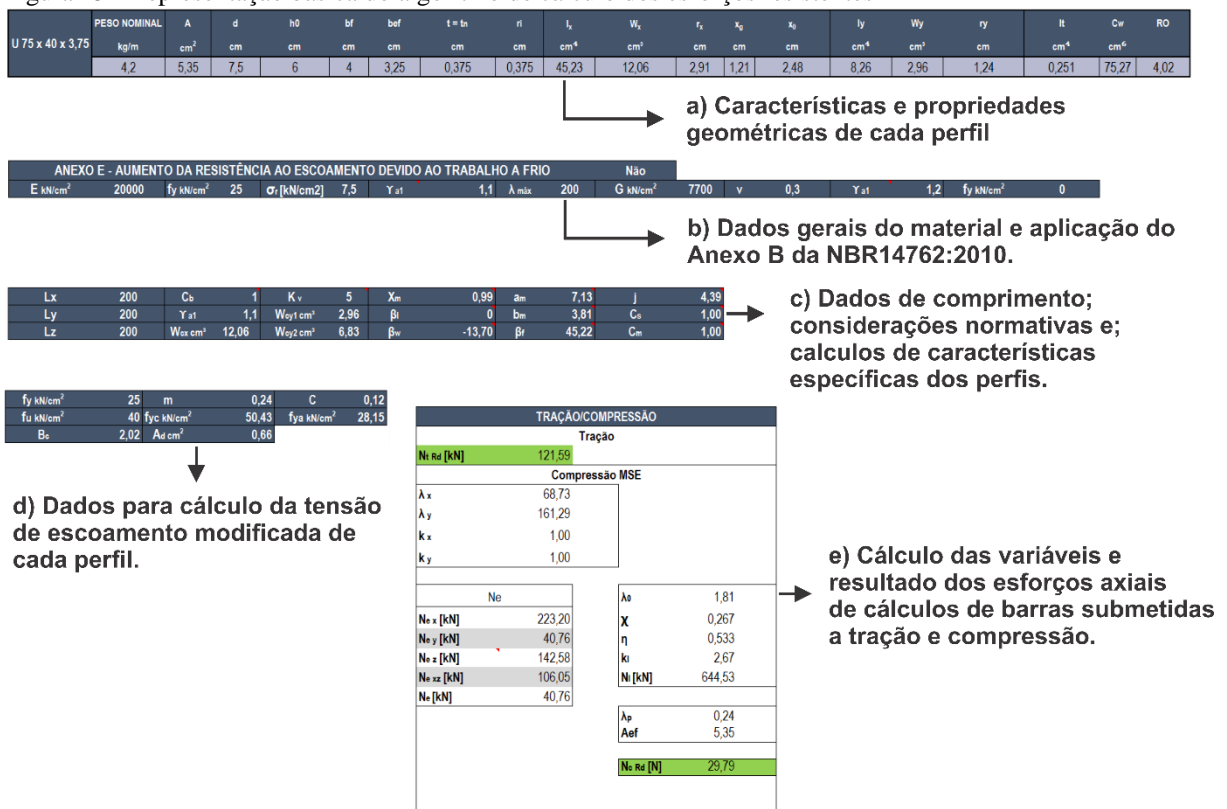 U 75 x 40 x 3,75 PESO NOMINAL A d h0 bf bef t = tn ri Ix Wx rx xg x0 Iy Wy ry It Cw RO
kg/m cm² cm cm cm cm cm cm cm⁴ cm³ cm cm cm cm⁴ cm³ cm cm⁴ cm⁶
4,2 5,35 7,5 6 4 3,25 0,375 0,375 45,23 12,06 2,91 1,21 2,48 8,26 2,96 1,24 0,251 75,27 4,02
a) Características e propriedades
geométricas de cada perfil
ANEXO E - AUMENTO DA RESISTÊNCIA AO ESCOAMENTO DEVIDO AO TRABALHO A FRIO Não
E kN/cm² 20000 fy kN/cm² 25 σr [kN/cm2] 7,5 ϒ a1 1,1 λ máx 200 G kN/cm² 7700 v 0,3 ϒ a1 1,2 fy kN/cm² 0
b) Dados gerais do material e aplicação do
Anexo B da NBR14762:2010.
Lx 200 Cb 1 Kv 5 Xm 0,99 am 7,13 j 4,39
Ly 200 ϒ a1 1,1 Wcy1 cm³ 2,96 βl 0 bm 3,81 Cs 1,00
Lz 200 Wcx cm³ 12,06 Wcy2 cm³ 6,83 βw -13,70 βf 45,22 Cm 1,00
c) Dados de comprimento;
considerações normativas e;
calculos de característicás
específicas dos perfis.
fy kN/cm² 25 m 0,24 C 0,12
fu kN/cm² 40 fyc kN/cm² 50,43 fya kN/cm² 28,15
Bc 2,02 Ad cm² 0,66
d) Dados para cálculo da tensão
de escoamento modificada de
cada perfil.
TRAÇÃO/COMPRESSÃO
Tração
Nt Rd [kN] 121,59
Compressão MSE
λ x 68,73
λ y 161,29
k x 1,00
k y 1,00
Ne
Ne x [kN] 223,20
Ne y [kN] 40,76
Ne z [kN] 142,58
Ne xz [kN] 106,05
Ne [kN] 40,76
λ0 1,81
χ 0,267
η 0,533
kl 2,67
Nl [kN] 644,53
λp 0,24
Aef 5,35
Nc Rd [N] 29,79
e) Cálculo das variáveis e
resultado dos esforços axiais
de cálculos de barras submetidas
a tração e compressão.